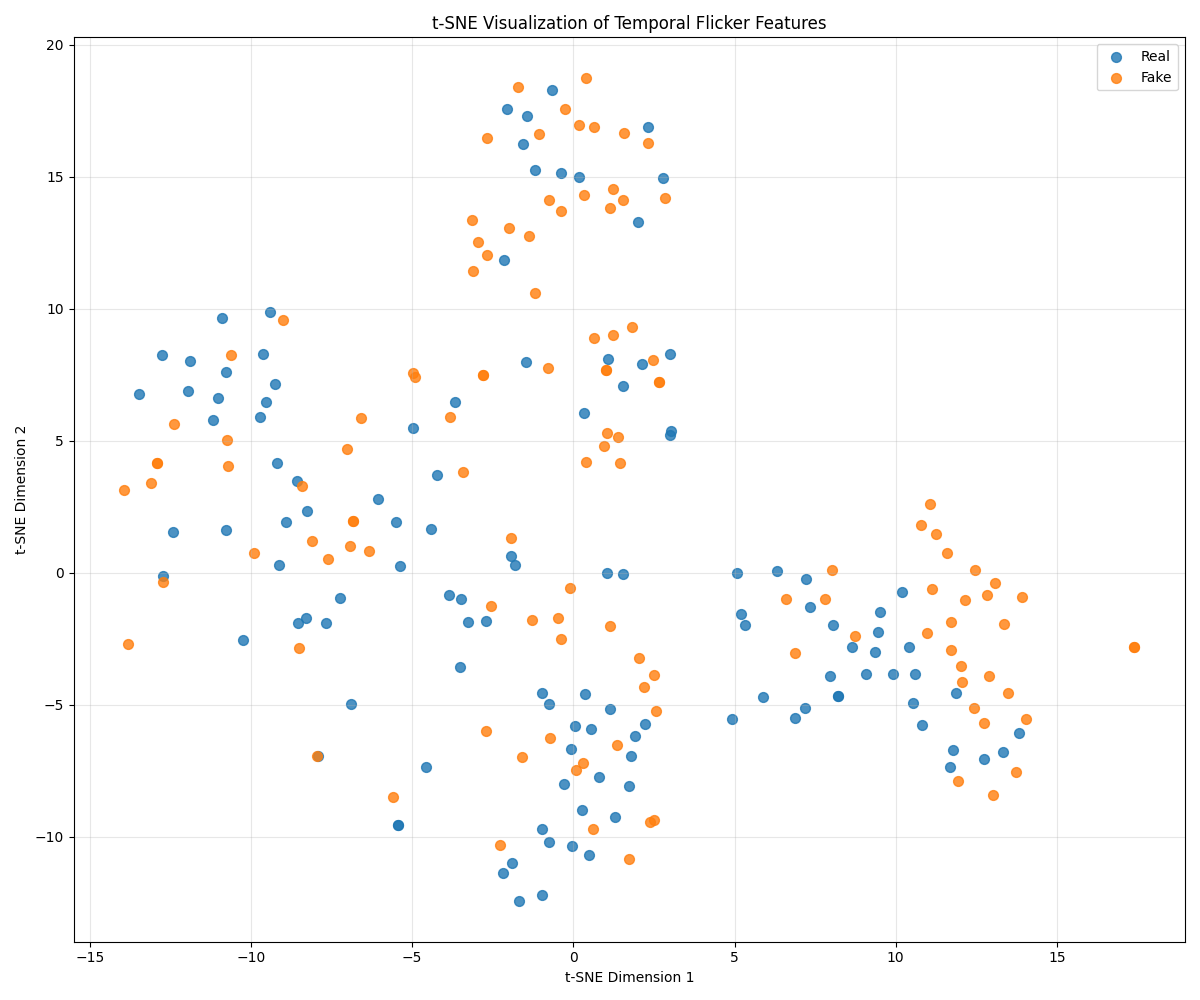 t-SNE Visualization of Temporal Flicker Features
Real
Fake
t-SNE Dimension 2
20
15
10
5
0
−5
−10
−15
−10
−5
0
5
10
15
t-SNE Dimension 1